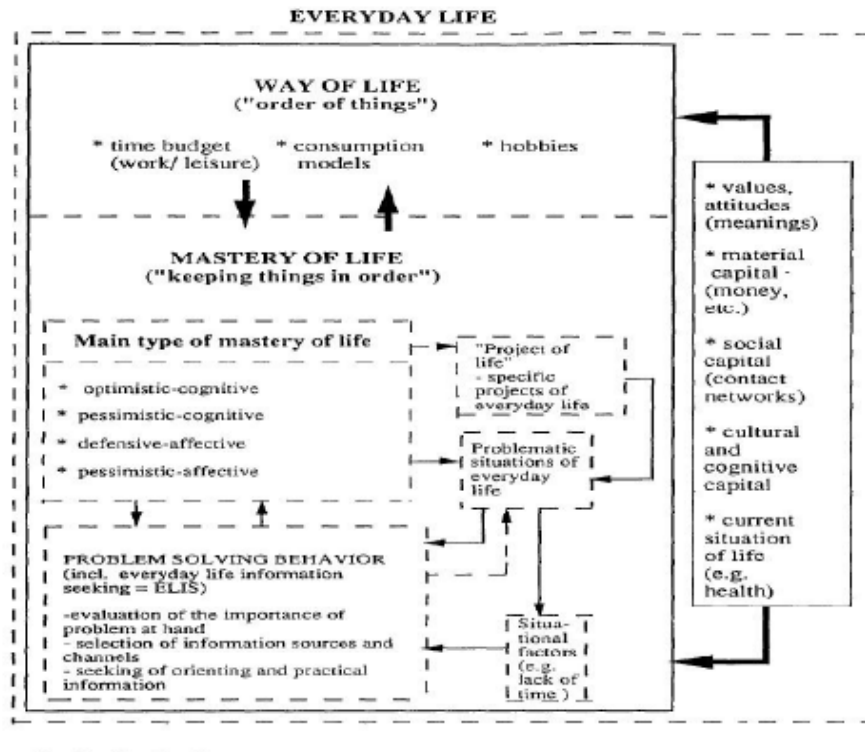 EVERYDAY LIFE
WAY OF LIFE
("order of things")
* time budget
(work/ leisure)
* consumption
models
* hobbies
MASTERY OF LIFE
("keeping things in order")
Main type of mastery of life
* optimistic-cognitive
* pessimistic-cognitive
* defensive-affective
* pessimistic-affective
"Project of
life"
- specific
projects of
everyday life
Problematic
situations of
everyday
life
PROBLEM SOLVING BEHAVIOR
(incl. everyday life information
seeking = ELIS)
-evaluation of the importance of
problem at hand
- selection of information sources and
channels
- seeking of orienting and practical
information
Situa-
tional
factors
(e.g.
lack of
time )
* values,
attitudes
(meanings)
* material
capital -
(money,
etc.)
* social
capital
(contact
networks)
* cultural
and
cognitive
capital
* current
situation
of life
(e.g.
health)